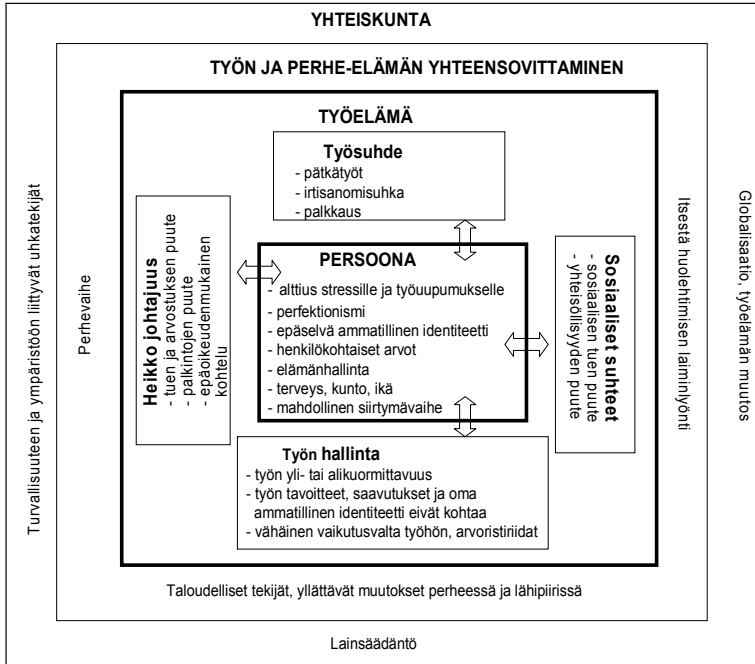 YHTEISKUNTA
TYÖN JA PERHE-ELÄMÄN YHTEENSOVITTAMINEN
TYÖELÄMÄ
Työsuhde
- pätkätyöt
- irtisanomisuhka
- palkkaus
Turvallisuuteen ja ympäristöön liittyvät uhkatekijät
Perhevaihe
Heikko johtajuus
- tuen ja arvostuksen puute
- palkintojen puute
- epäoikeudenmukainen
kohtelu
PERSOONA
- alttius stressille ja työuupumukselle
- perfektionismi
- epäselvä ammatillinen identiteetti
- henkilökohtaiset arvot
- elämänhallinta
- terveys, kunto, ikä
- mahdollinen siirtymävaihe
Sosiaaliset suhteet
- sosiaalisen tuen puute
- yhteisöllisyyden puute
Itsestä huolehtimisen laiminlyönti
Globalisaatio, työelämän muutos
Työn hallinta
- työn yli- tai alikuormittavuus
- työn tavoitteet, saavutukset ja oma
ammatillinen identiteetti eivät kohtaa
- vähäinen vaikutusvalta työhön, arvoristiriidat
Taloudelliset tekijät, yllättävät muutokset perheessä ja lähipiirissä
Lainsäädäntö